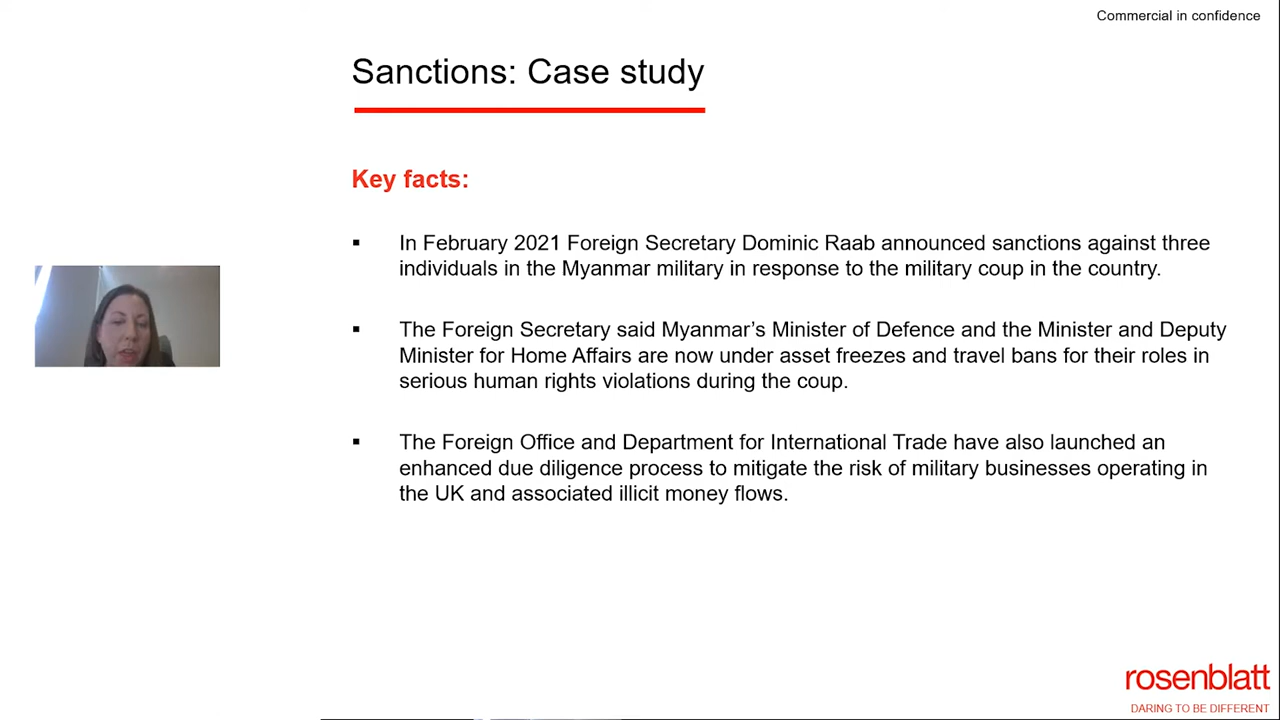 Commercial in confidence
Sanctions: Case study
Key facts:
▪ In February 2021 Foreign Secretary Dominic Raab announced sanctions against three
individuals in the Myanmar military in response to the military coup in the country.
▪ The Foreign Secretary said Myanmar’s Minister of Defence and the Minister and Deputy
Minister for Home Affairs are now under asset freezes and travel bans for their roles in
serious human rights violations during the coup.
▪ The Foreign Office and Department for International Trade have also launched an
enhanced due diligence process to mitigate the risk of military businesses operating in
the UK and associated illicit money flows.
rosenblatt
DARING TO BE DIFFERENT